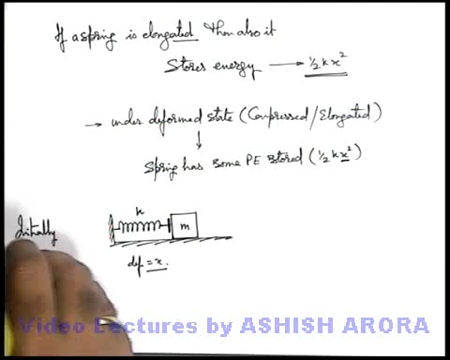 If a spring is elongated then also it
stores energy → ½kx²
→ under deformed state (Compressed/Elongated)
↓
Spring has some PE stored (½kx²)
Initially
k
m
def = x.
Video Lectures by ASHISH ARORA